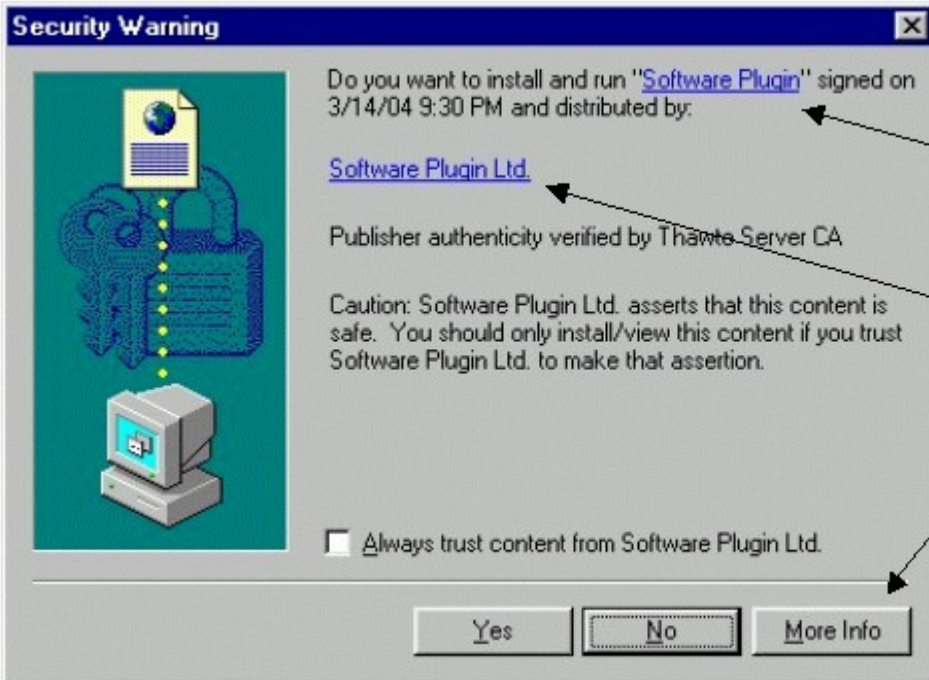 Security Warning
Do you want to install and run "Software Plugin" signed on
3/14/04 9:30 PM and distributed by:
Software Plugin Ltd.
Publisher authenticity verified by Thawte Server CA
Caution: Software Plugin Ltd. asserts that this content is
safe. You should only install/view this content if you trust
Software Plugin Ltd. to make that assertion.
Always trust content from Software Plugin Ltd.
Yes No More Info